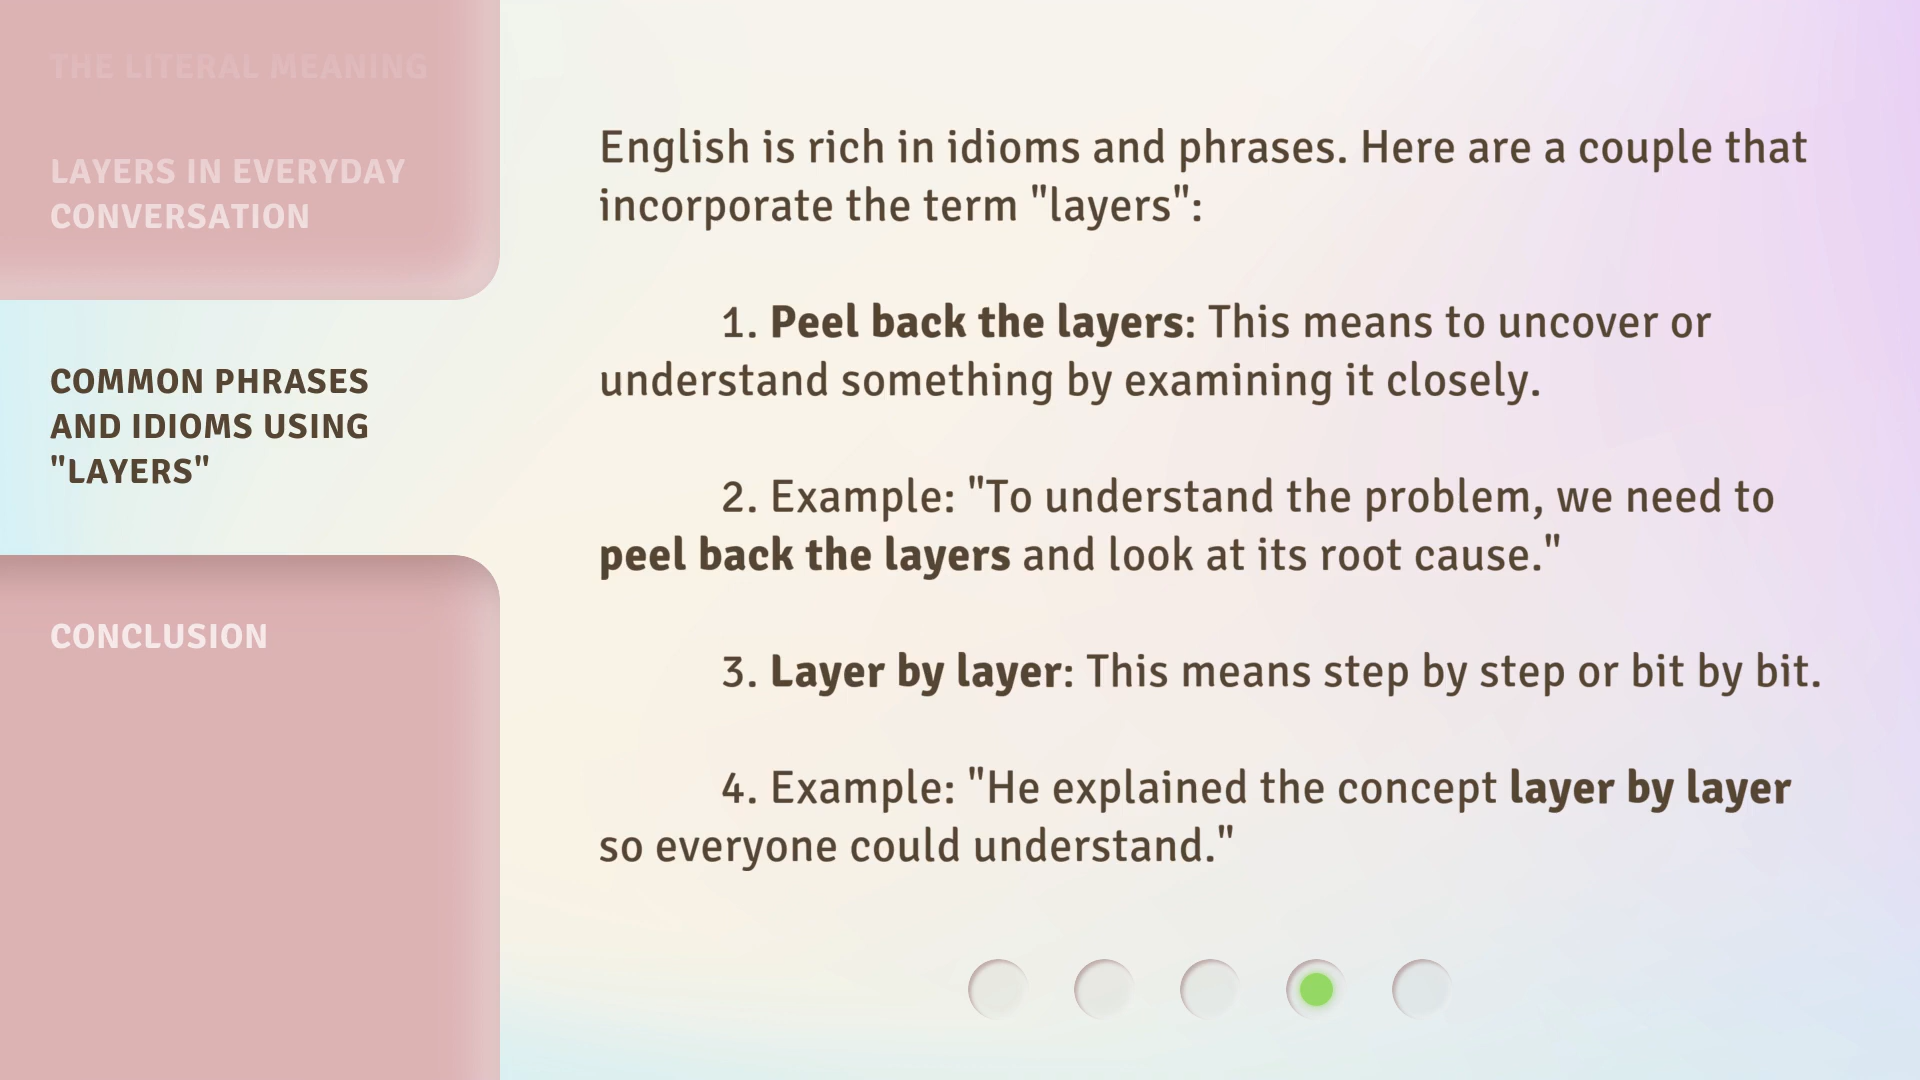 THE LITERAL MEANING
LAYERS IN EVERYDAY
CONVERSATION
COMMON PHRASES
AND IDIOMS USING
"LAYERS"
CONCLUSION
English is rich in idioms and phrases. Here are a couple that
incorporate the term "layers":
1. Peel back the layers: This means to uncover or
understand something by examining it closely.
2. Example: "To understand the problem, we need to
peel back the layers and look at its root cause."
3. Layer by layer: This means step by step or bit by bit.
4. Example: "He explained the concept layer by layer
so everyone could understand."